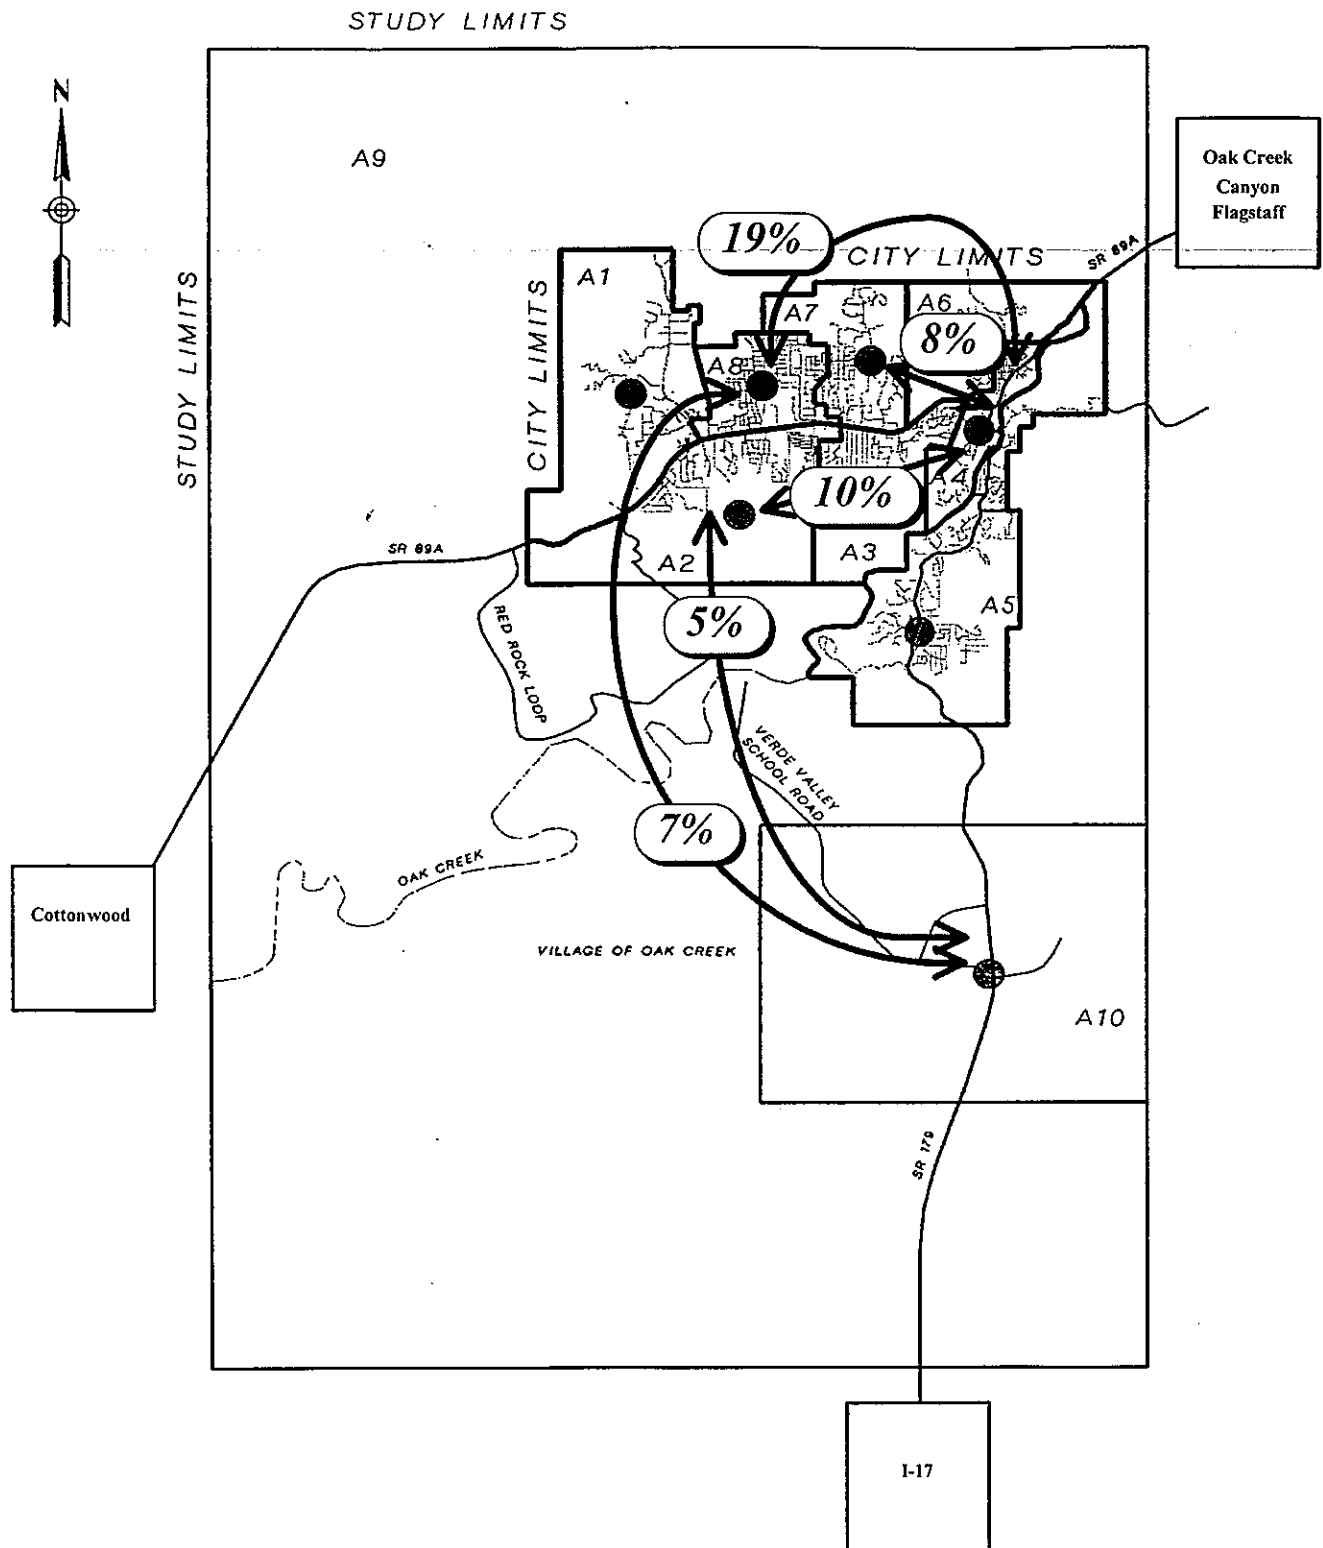 STUDY LIMITS
N
A9
Oak Creek
Canyon
Flagstaff
19%
CITY LIMITS
SR 89A
A1
STUDY LIMITS
CITY LIMITS
A7
A6
8%
A8
10%
A4
SR 89A
A2
A3
A5
5%
RED ROCK LOOP
VERDE VALLEY
SCHOOL ROAD
7%
OAK CREEK
Cottonwood
VILLAGE OF OAK CREEK
A10
SR 179
I-17